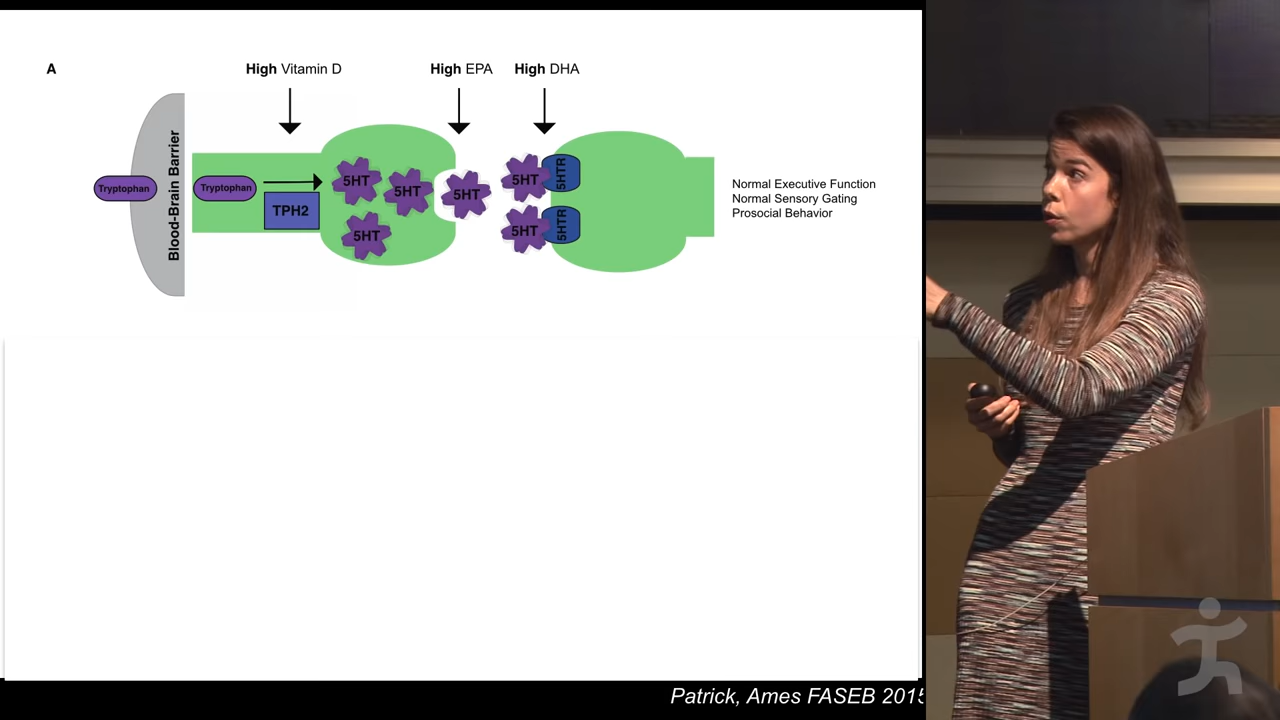 A
High Vitamin D
High EPA
High DHA
Blood-Brain Barrier
Tryptophan
Tryptophan
TPH2
5HT
5HT
5HT
5HT
5HT
5HT
5HTR
5HTR
Normal Executive Function
Normal Sensory Gating
Prosocial Behavior
Patrick, Ames FASEB 2015